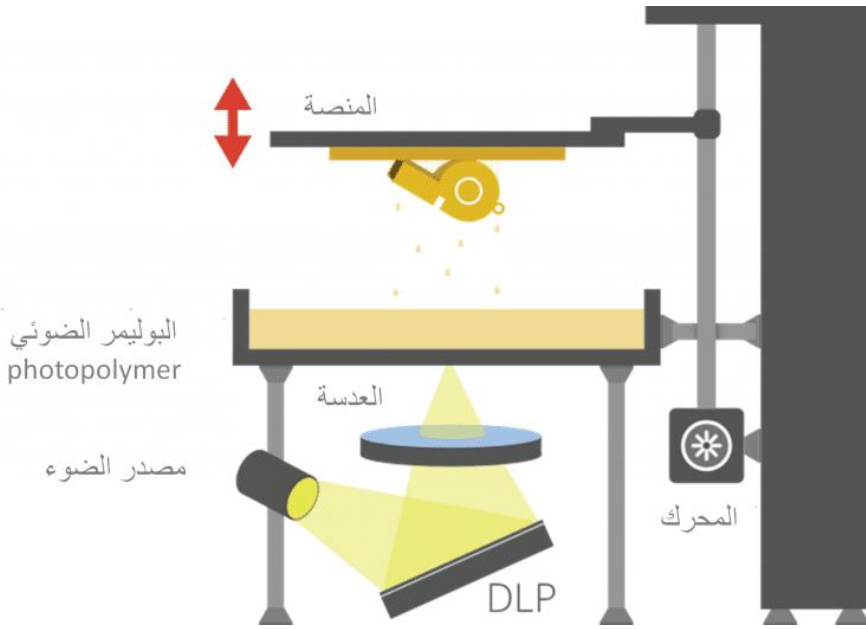 المنصة
البوليمر الضوئي
photopolymer
العدسة
مصدر الضوء
المحرك
DLP